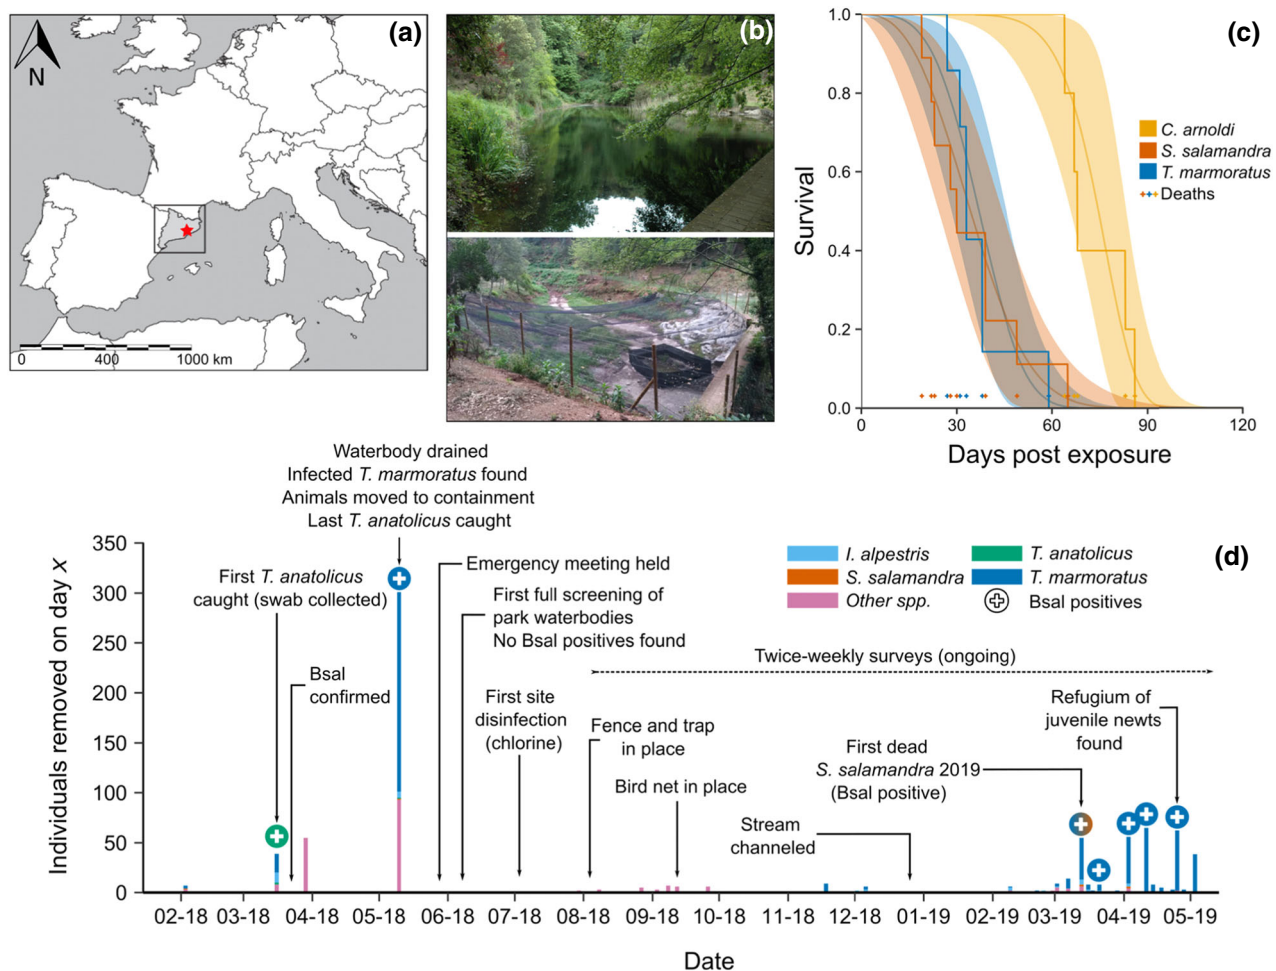 (a)
N
0 400 1000 km
(b)
(c)
Survival
1.0
0.8
0.6
0.4
0.2
0.0
0 30 60 90 120
Days post exposure
C. arnoldi
S. salamandra
T. marmoratus
Deaths
(d)
Individuals removed on day x
350
300
250
200
150
100
50
0
Waterbody drained
Infected T. marmoratus found
Animals moved to containment
Last T. anatolicus caught
First T. anatolicus
caught (swab collected)
Bsal
confirmed
Emergency meeting held
First full screening of
park waterbodies
No Bsal positives found
First site
disinfection
(chlorine)
Fence and trap
in place
Bird net in place
Twice-weekly surveys (ongoing)
Stream
channeled
First dead
S. salamandra 2019
(Bsal positive)
Refugium of
juvenile newts
found
I. alpestris
S. salamandra
Other spp.
T. anatolicus
T. marmoratus
Bsal positives
02-18 03-18 04-18 05-18 06-18 07-18 08-18 09-18 10-18 11-18 12-18 01-19 02-19 03-19 04-19 05-19
Date